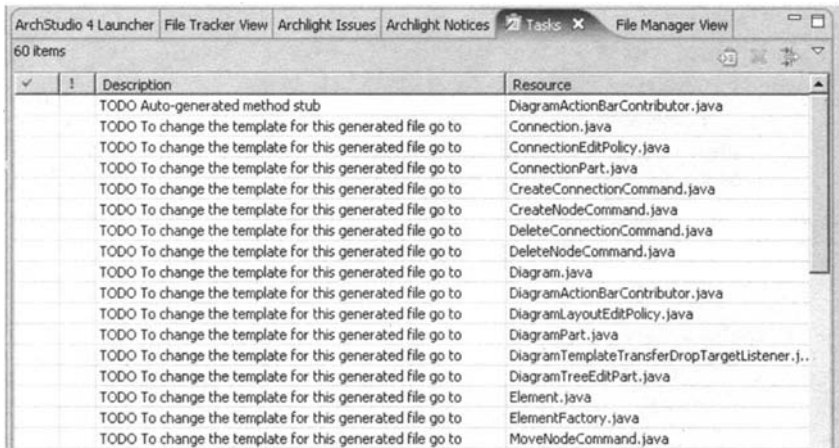 ArchStudio 4 Launcher File Tracker View Archlight Issues Archlight Notices Tasks File Manager View
60 items
! Description Resource
TODO Auto-generated method stub DiagramActionBarContributor.java
TODO To change the template for this generated file go to Connection.java
TODO To change the template for this generated file go to ConnectionEditPolicy.java
TODO To change the template for this generated file go to ConnectionPart.java
TODO To change the template for this generated file go to CreateConnectionCommand.java
TODO To change the template for this generated file go to CreateNodeCommand.java
TODO To change the template for this generated file go to DeleteConnectionCommand.java
TODO To change the template for this generated file go to DeleteNodeCommand.java
TODO To change the template for this generated file go to Diagram.java
TODO To change the template for this generated file go to DiagramActionBarContributor.java
TODO To change the template for this generated file go to DiagramLayoutEditPolicy.java
TODO To change the template for this generated file go to DiagramPart.java
TODO To change the template for this generated file go to DiagramTemplateTransferDropTargetListener.j..
TODO To change the template for this generated file go to DiagramTreeEditPart.java
TODO To change the template for this generated file go to Element.java
TODO To change the template for this generated file go to ElementFactory.java
TODO To change the template for this generated file go to MoveNodeCommand.java